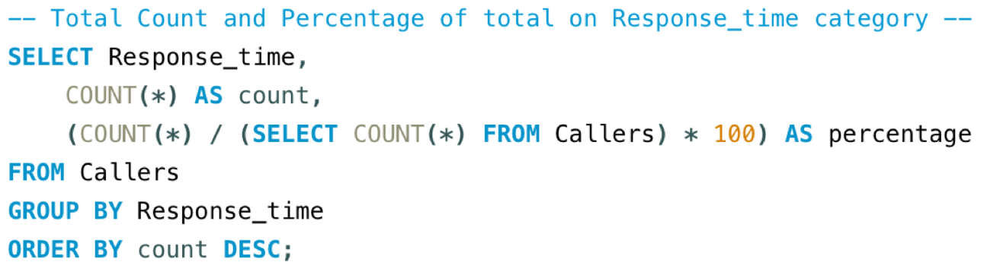 -- Total Count and Percentage of total on Response_time category --
SELECT Response_time,
    COUNT(*) AS count,
    (COUNT(*) / (SELECT COUNT(*) FROM Callers) * 100) AS percentage
FROM Callers
GROUP BY Response_time
ORDER BY count DESC;